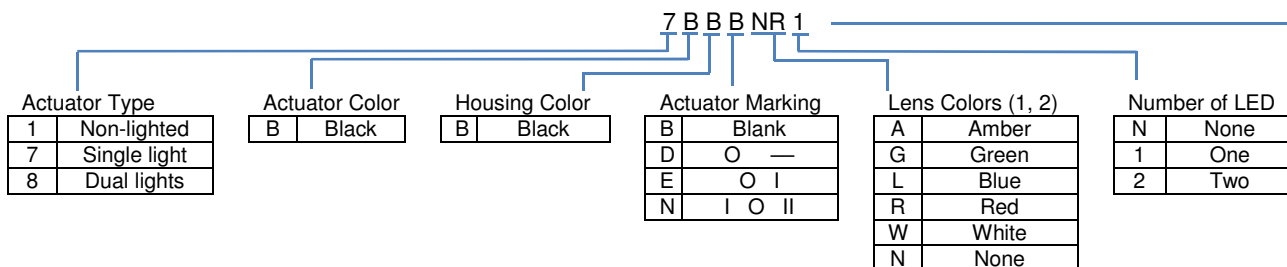 7 B B B NR 1
Actuator Type Actuator Color Housing Color Actuator Marking Lens Colors (1, 2) Number of LED
1 Non-lighted B Black B Black B Blank A Amber N None
7 Single light D O — G Green 1 One
8 Dual lights E O I L Blue 2 Two
N I O II R Red
W White
N None